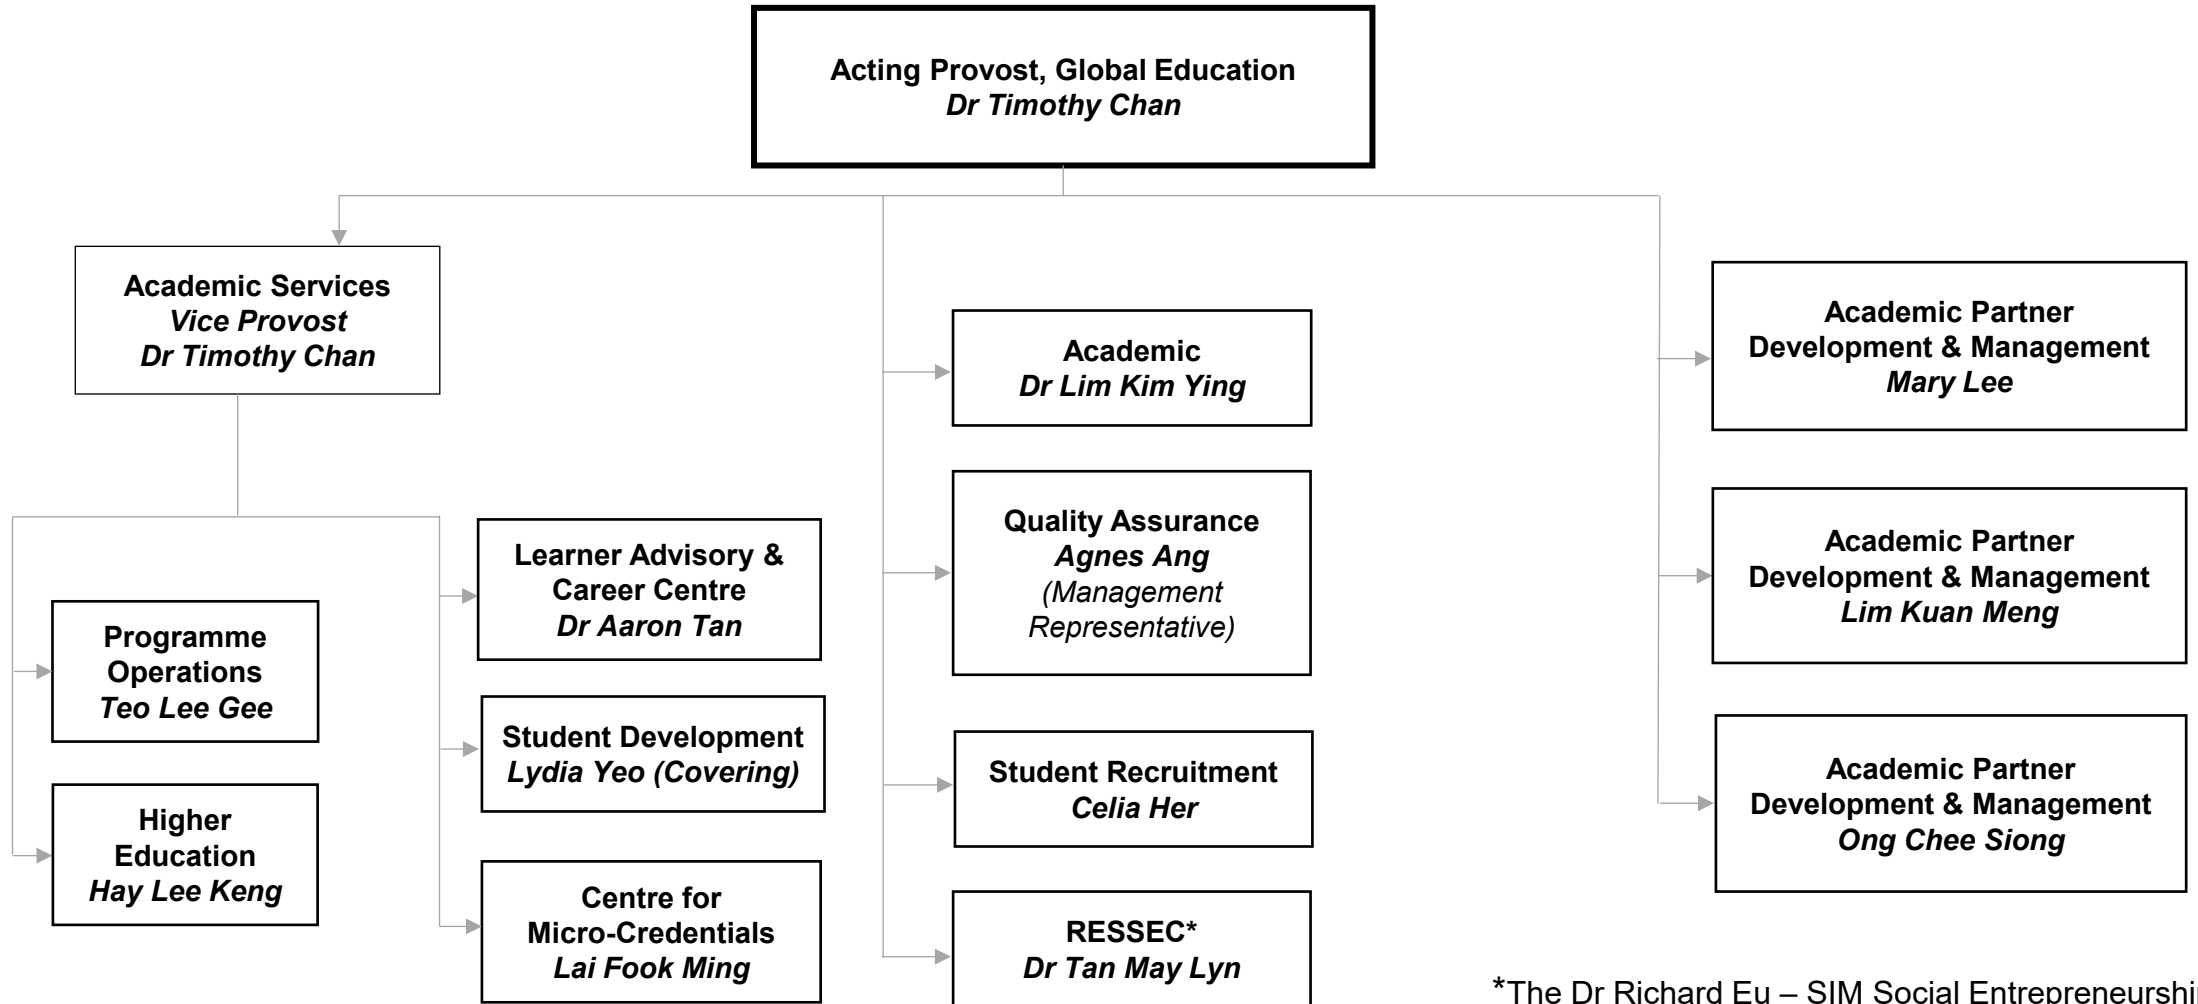 Acting Provost, Global Education
Dr Timothy Chan
Academic Services
Vice Provost
Dr Timothy Chan
Programme
Operations
Teo Lee Gee
Higher
Education
Hay Lee Keng
Learner Advisory &
Career Centre
Dr Aaron Tan
Student Development
Lydia Yeo (Covering)
Centre for
Micro-Credentials
Lai Fook Ming
Academic
Dr Lim Kim Ying
Quality Assurance
Agnes Ang
(Management
Representative)
Student Recruitment
Celia Her
RESSEC*
Dr Tan May Lyn
Academic Partner
Development & Management
Mary Lee
Academic Partner
Development & Management
Lim Kuan Meng
Academic Partner
Development & Management
Ong Chee Siong
*The Dr Richard Eu – SIM Social